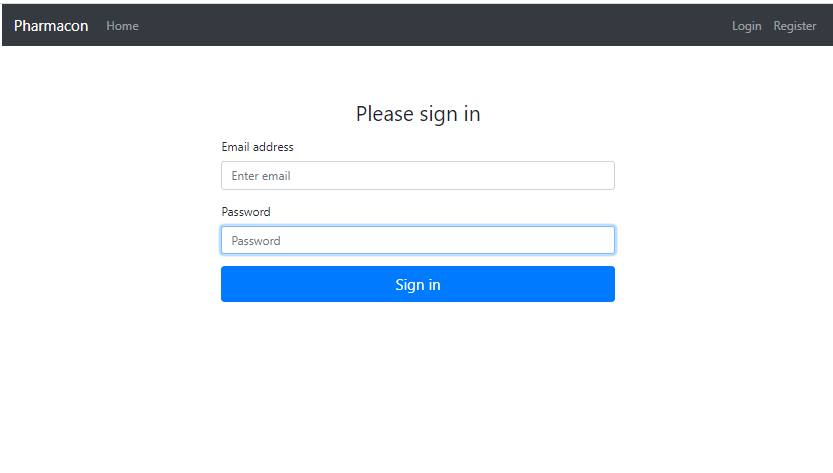 Pharmacon Home Login Register
Please sign in
Email address
Enter email
Password
Password
Sign in